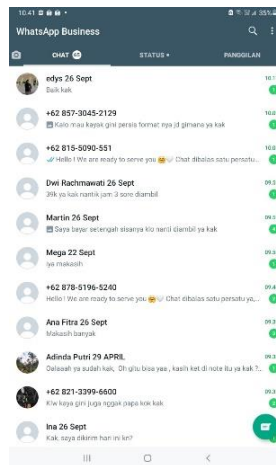 10.41
35%
WhatsApp Business
CHAT
STATUS
PANGGILAN
edys 26 Sept
Baik kak
+62 857-3045-2129
Kalo mau kayak gini persis format nya jd gimana ya kak
+62 815-5090-551
Hello ! We are ready to serve you Chat dibalas satu persatu...
Dwi Rachmawati 26 Sept
39k ya kak nantik jam 3 sore diambil
Martin 26 Sept
Saya bayar setengah sisanya klo nanti diambil ya kak
Mega 22 Sept
iya makasih
+62 878-5196-5240
Hello ! We are ready to serve you Chat dibalas satu persatu ya,...
Ana Fitra 26 Sept
Makasih banyak
Adinda Putri 29 APRIL
Dalaaah ya sudah kak, Oh gitu bisa yaa, kasih ket di note itu ya kak ?..
+62 821-3399-6600
Klw kaya gini juga nggak papa kok kak
Ina 26 Sept
Kak, saya dikirim hari ini kn?